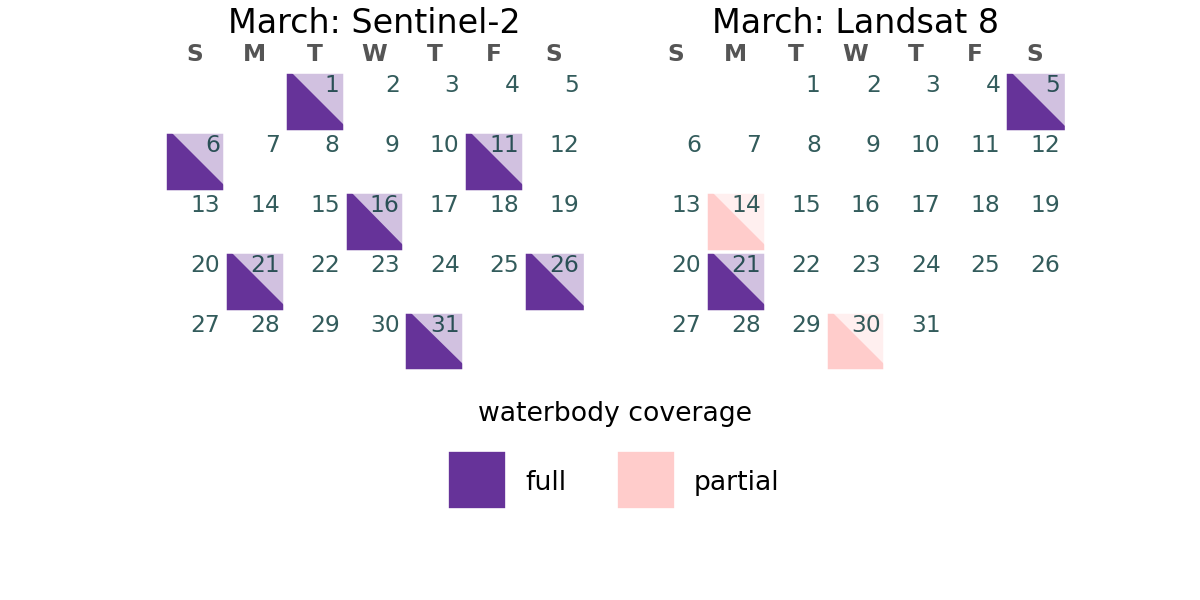 March: Sentinel-2
S M T W T F S
1 2 3 4 5
6 7 8 9 10 11 12
13 14 15 16 17 18 19
20 21 22 23 24 25 26
27 28 29 30 31
March: Landsat 8
S M T W T F S
1 2 3 4 5
6 7 8 9 10 11 12
13 14 15 16 17 18 19
20 21 22 23 24 25 26
27 28 29 30 31
waterbody coverage
full
partial